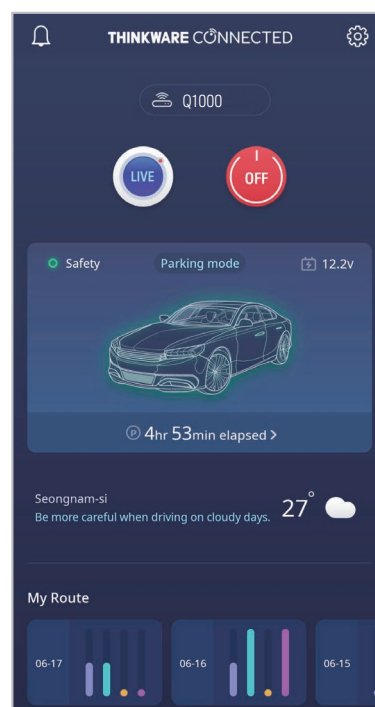 THINKWARE CONNECTED
Q1000
LIVE
OFF
Safety
Parking mode
12.2v
P 4hr 53min elapsed >
Seongnam-si
Be more careful when driving on cloudy days.
27°
My Route
06-17
06-16
06-15